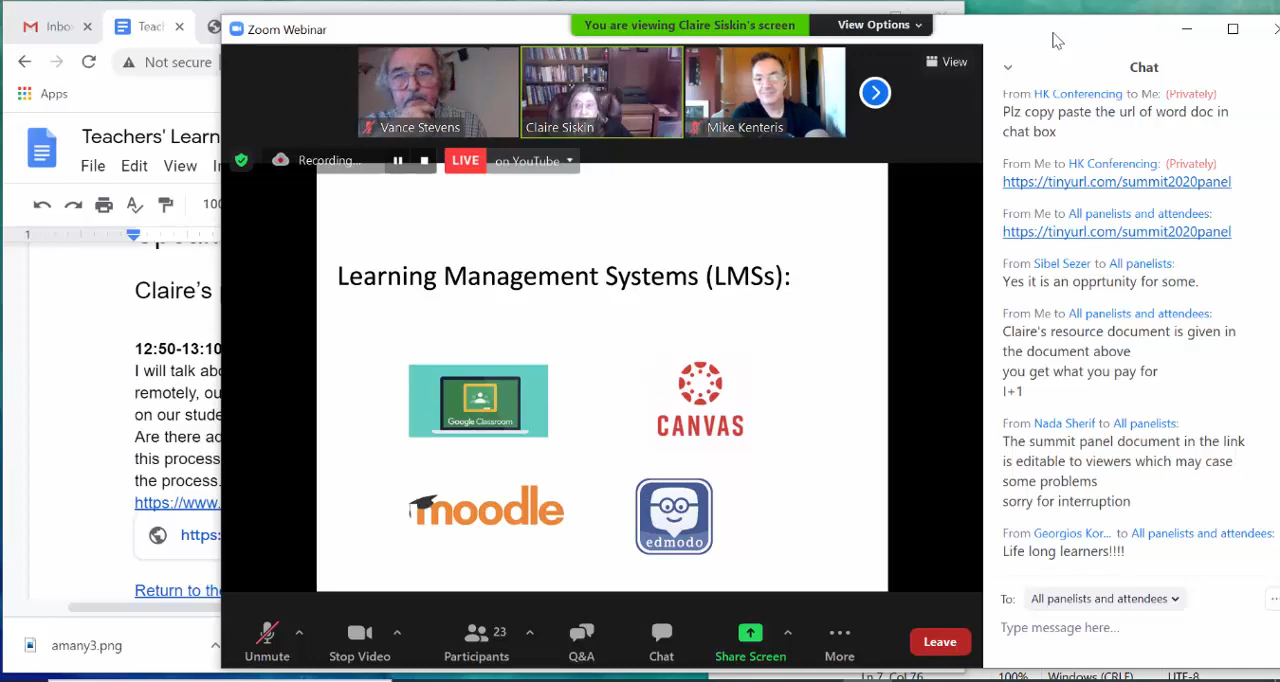 Inbo
Teac
Not secure
Apps
Teachers' Learn
File Edit View
100
1
Claire's
12:50-13:10
I will talk abo
remotely, ou
on our stude
Are there ad
this process
the process.
https://www.
https:
Return to the
amany3.png
Zoom Webinar
You are viewing Claire Siskin's screen
View Options
Vance Stevens
Claire Siskin
Mike Kenteris
View
Recording...
LIVE
on YouTube
Learning Management Systems (LMSs):
Google Classroom
CANVAS
moodle
edmodo
Unmute
Stop Video
23
Participants
Q&A
Chat
Share Screen
More
Leave
Chat
From HK Conferencing to Me: (Privately)
Plz copy paste the url of word doc in
chat box
From Me to HK Conferencing: (Privately)
https://tinyurl.com/summit2020panel
From Me to All panelists and attendees:
https://tinyurl.com/summit2020panel
From Sibel Sezer to All panelists:
Yes it is an opprtunity for some.
From Me to All panelists and attendees:
Claire's resource document is given in
the document above
you get what you pay for
I+1
From Nada Sherif to All panelists:
The summit panel document in the link
is editable to viewers which may case
some problems
sorry for interruption
From Georgios Kor... to All panelists and attendees:
Life long learners!!!!
To: All panelists and attendees
Type message here...
Ln 7, Col 76
100%
Windows (CRLF)
UTF-8